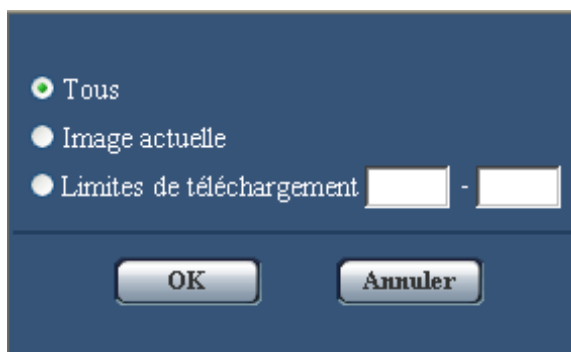 Tous
Image actuelle
Limites de téléchargement -
OK Annuler